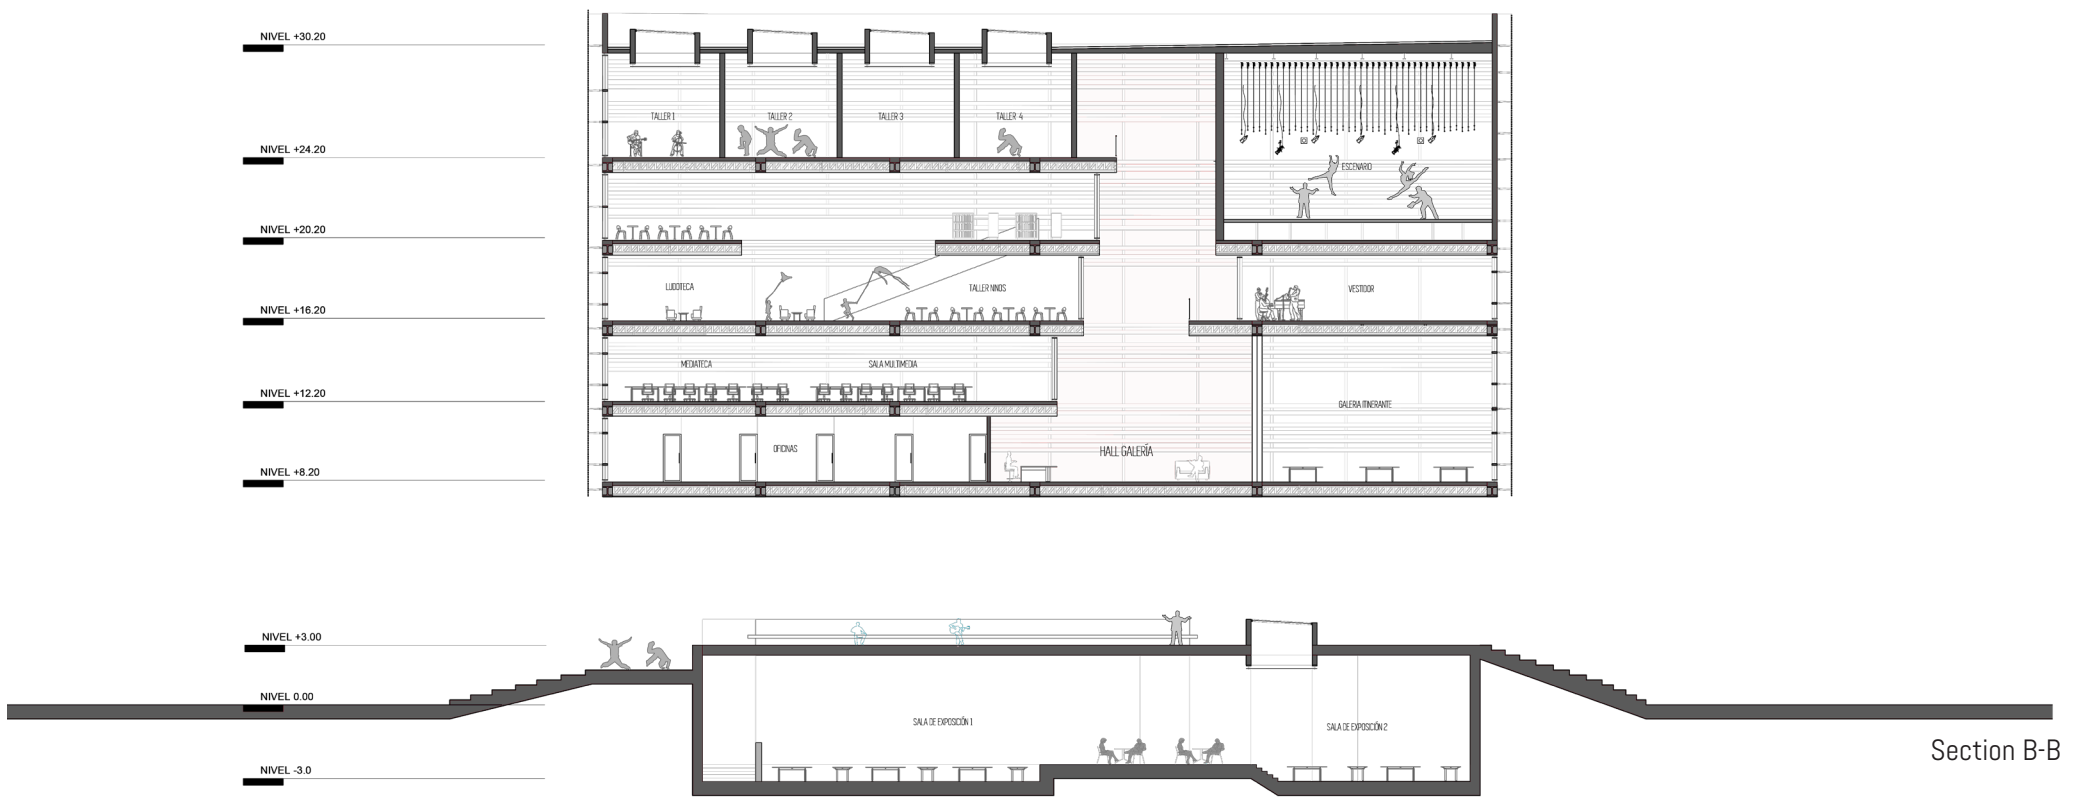 NIVEL +30.20
TALLER 1
TALLER 2
TALLER 3
TALLER 4
NIVEL +24.20
ESCENARIO
NIVEL +20.20
LUDOTECA
TALLER NINOS
VESTIDOR
NIVEL +16.20
MEDIATECA
SALA MULTIMEDIA
NIVEL +12.20
GALERIA ITINERANTE
OFICINAS
HALL GALERÍA
NIVEL +8.20
NIVEL +3.00
NIVEL 0.00
SALA DE EXPOSICIÓN 1
SALA DE EXPOSICIÓN 2
Section B-B
NIVEL -3.0